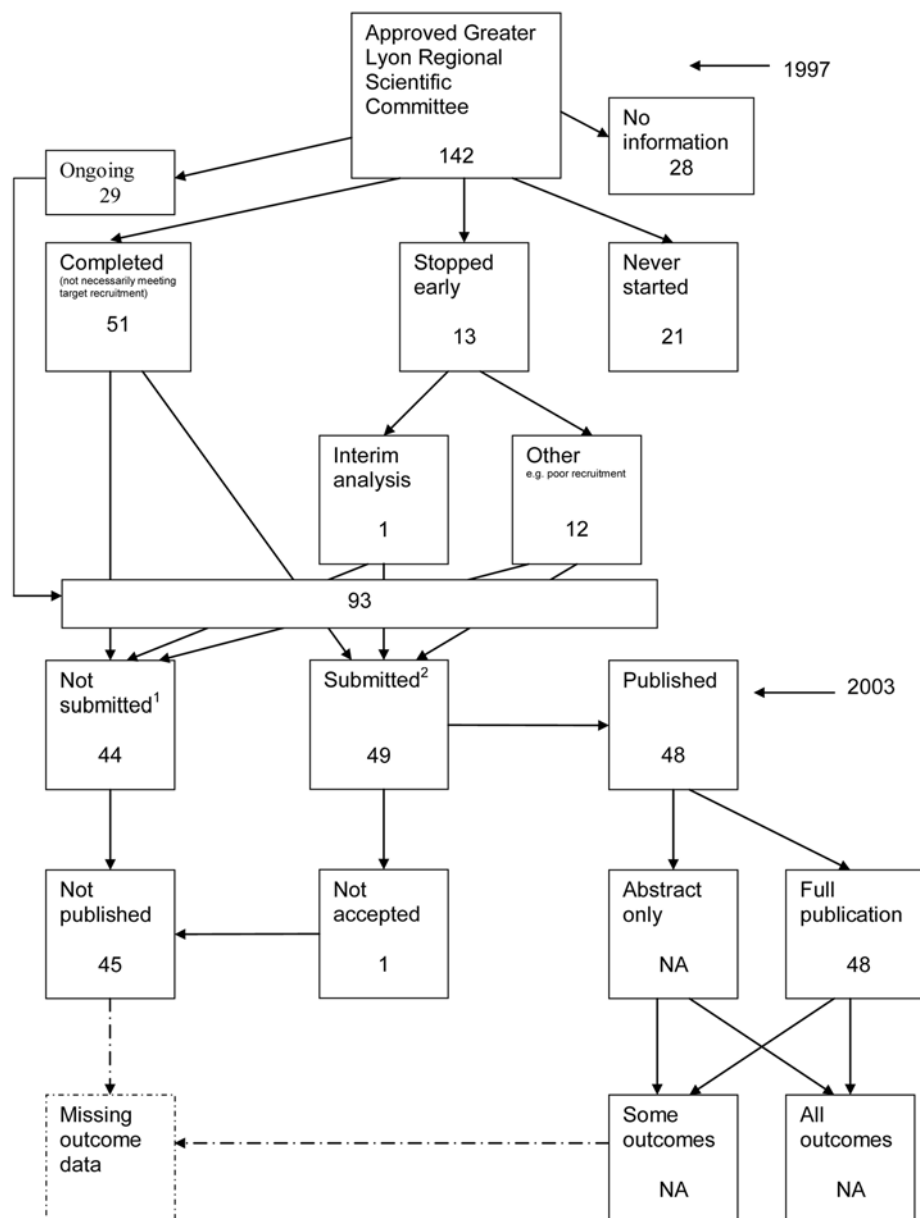 Approved Greater
Lyon Regional
Scientific
Committee
142
1997
No
information
28
Ongoing
29
Completed
(not necessarily meeting
target recruitment)
51
Stopped
early
13
Never
started
21
Interim
analysis
1
Other
e.g. poor recruitment
12
93
Not
submitted¹
44
Submitted²
49
Published
48
2003
Not
published
45
Not
accepted
1
Abstract
only
NA
Full
publication
48
Missing
outcome
data
Some
outcomes
NA
All
outcomes
NA